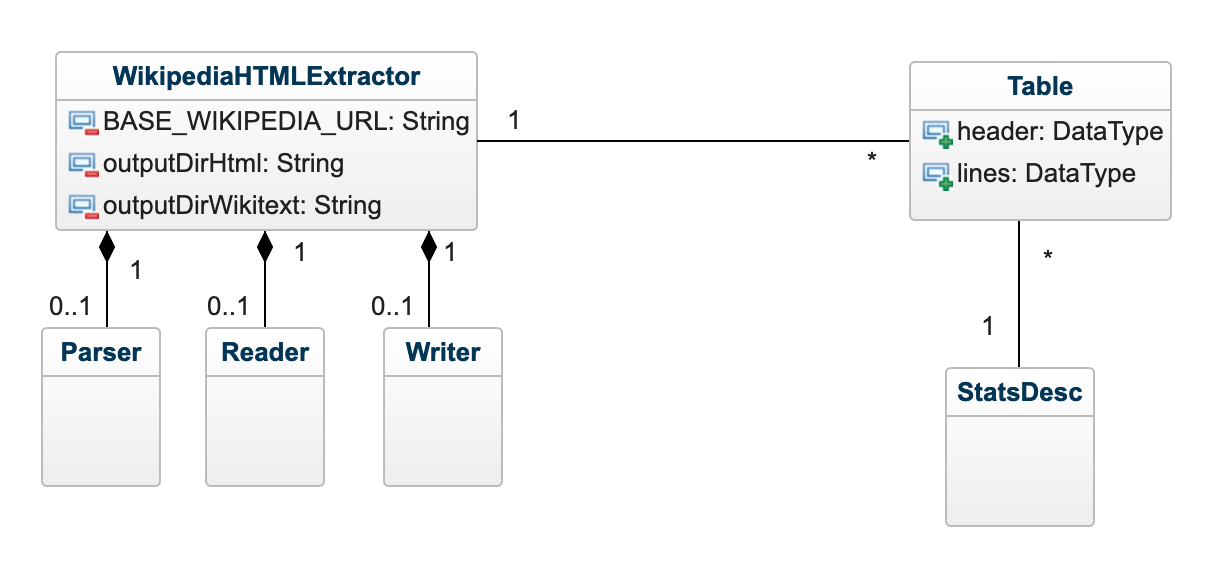 WikipediaHTMLExtractor
BASE_WIKIPEDIA_URL: String
outputDirHtml: String
outputDirWikitext: String
1
*
Table
header: DataType
lines: DataType
1
0..1
1
0..1
1
0..1
*
1
Parser
Reader
Writer
StatsDesc